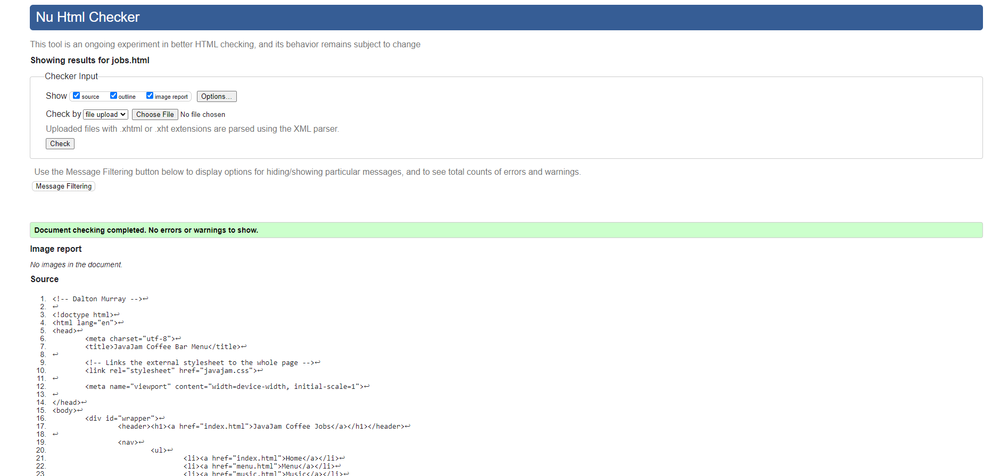 Nu Html Checker
This tool is an ongoing experiment in better HTML checking, and its behavior remains subject to change
Showing results for jobs.html
Checker Input
Show source outline image report Options...
Check by file upload Choose File No file chosen
Uploaded files with .xhtml or .xht extensions are parsed using the XML parser.
Check
Use the Message Filtering button below to display options for hiding/showing particular messages, and to see total counts of errors and warnings.
Message Filtering
Document checking completed. No errors or warnings to show.
Image report
No images in the document.
Source
1. <!-- Dalton Murray -->↩
2. ↩
3. <!doctype html>↩
4. <html lang="en">↩
5. <head>↩
6. <meta charset="utf-8">↩
7. <title>JavaJam Coffee Bar Menu</title>↩
8. ↩
9. <!-- Links the external stylesheet to the whole page -->↩
10. <link rel="stylesheet" href="javajam.css">↩
11. ↩
12. <meta name="viewport" content="width=device-width, initial-scale=1">↩
13. ↩
14. </head>↩
15. <body>↩
16. <div id="wrapper">↩
17. <header><h1><a href="index.html">JavaJam Coffee Jobs</a></h1></header>↩
18. ↩
19. <nav>↩
20. <ul>↩
21. <li><a href="index.html">Home</a></li>↩
22. <li><a href="menu.html">Menu</a></li>↩
23. <li><a href="music.html">Music</a></li>↩